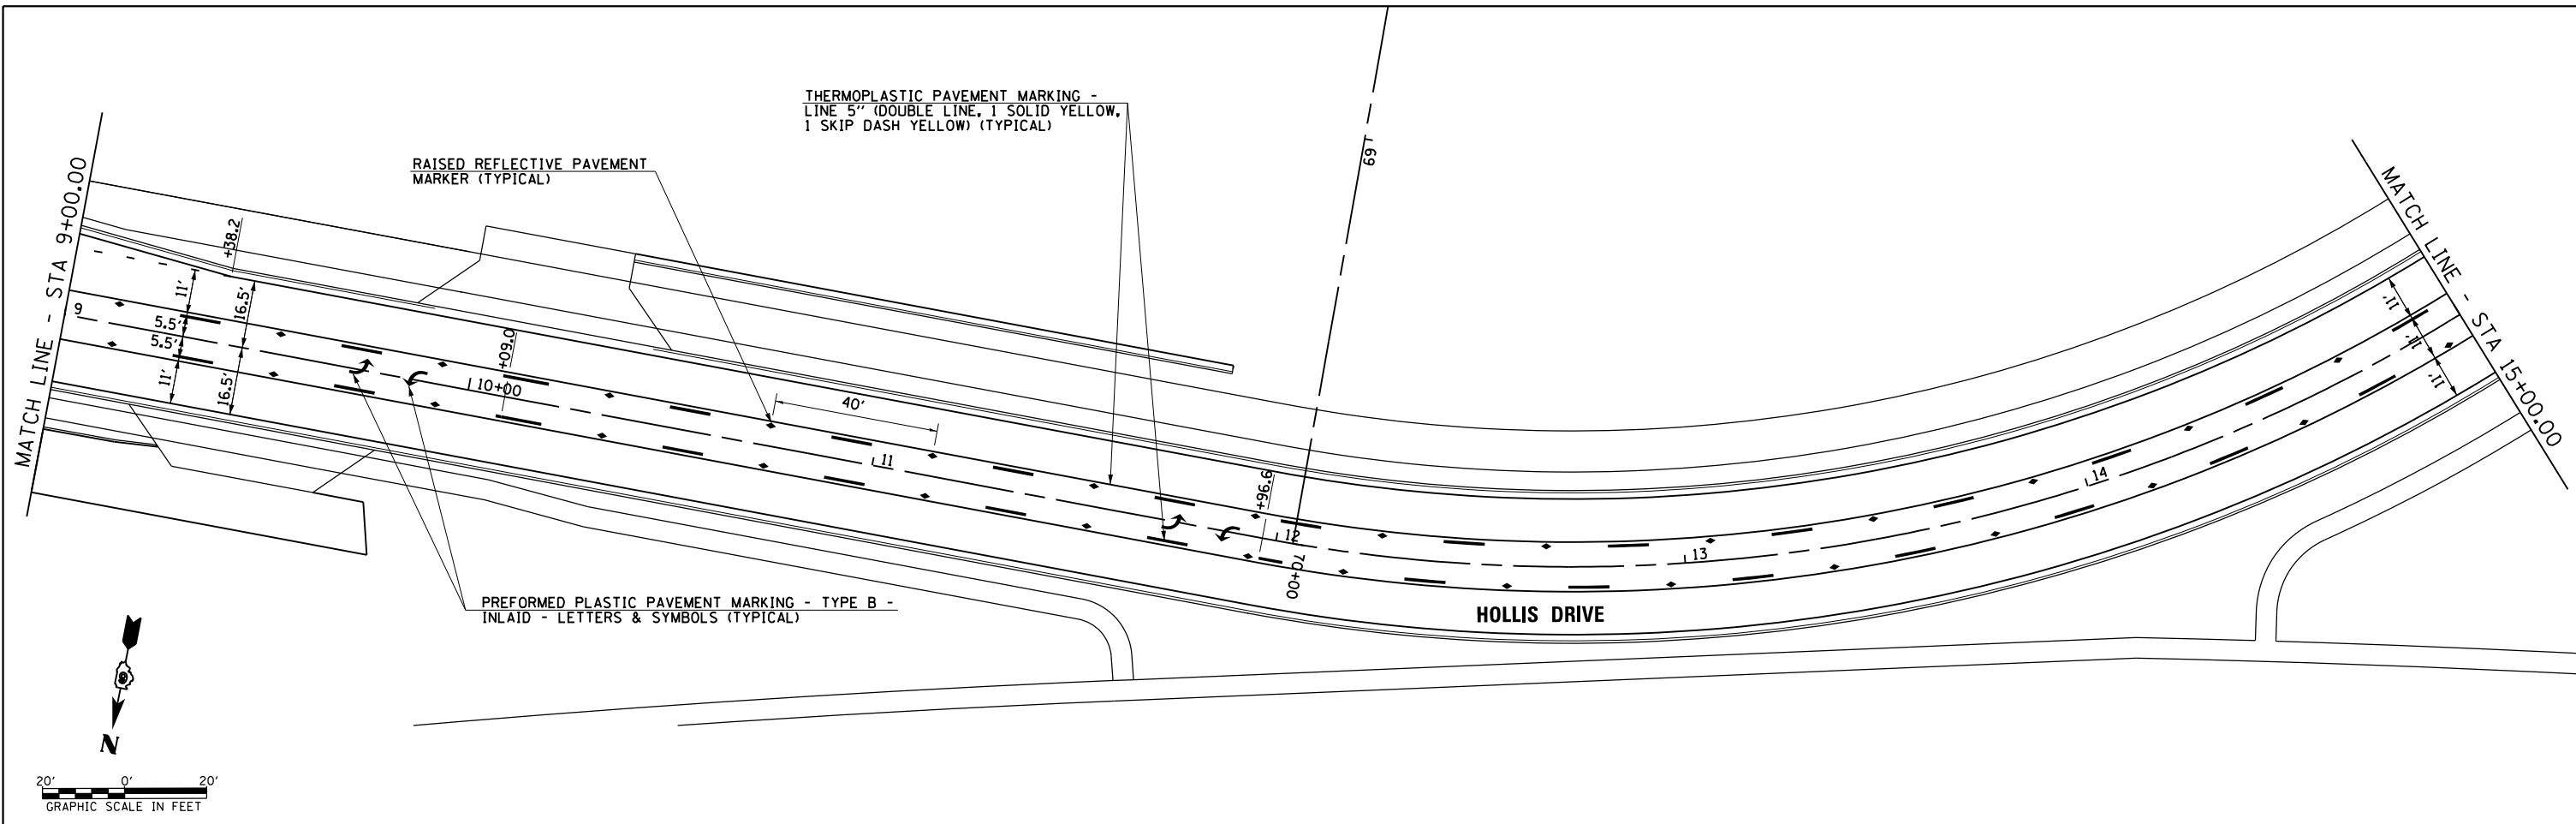 THERMOPLASTIC PAVEMENT MARKING -
LINE 5" (DOUBLE LINE, 1 SOLID YELLOW,
1 SKIP DASH YELLOW) (TYPICAL)
RAISED REFLECTIVE PAVEMENT
MARKER (TYPICAL)
MATCH LINE - STA 9+00.00
+38.2
11'
16.5'
9
5.5'
5.5'
11'
16.5'
+09.0
10+00
40'
11
+96.6
12
69
70+00
13
14
11'
11'
11'
MATCH LINE - STA 15+00.00
PREFORMED PLASTIC PAVEMENT MARKING - TYPE B -
INLAID - LETTERS & SYMBOLS (TYPICAL)
HOLLIS DRIVE
N
20' 0' 20'
GRAPHIC SCALE IN FEET